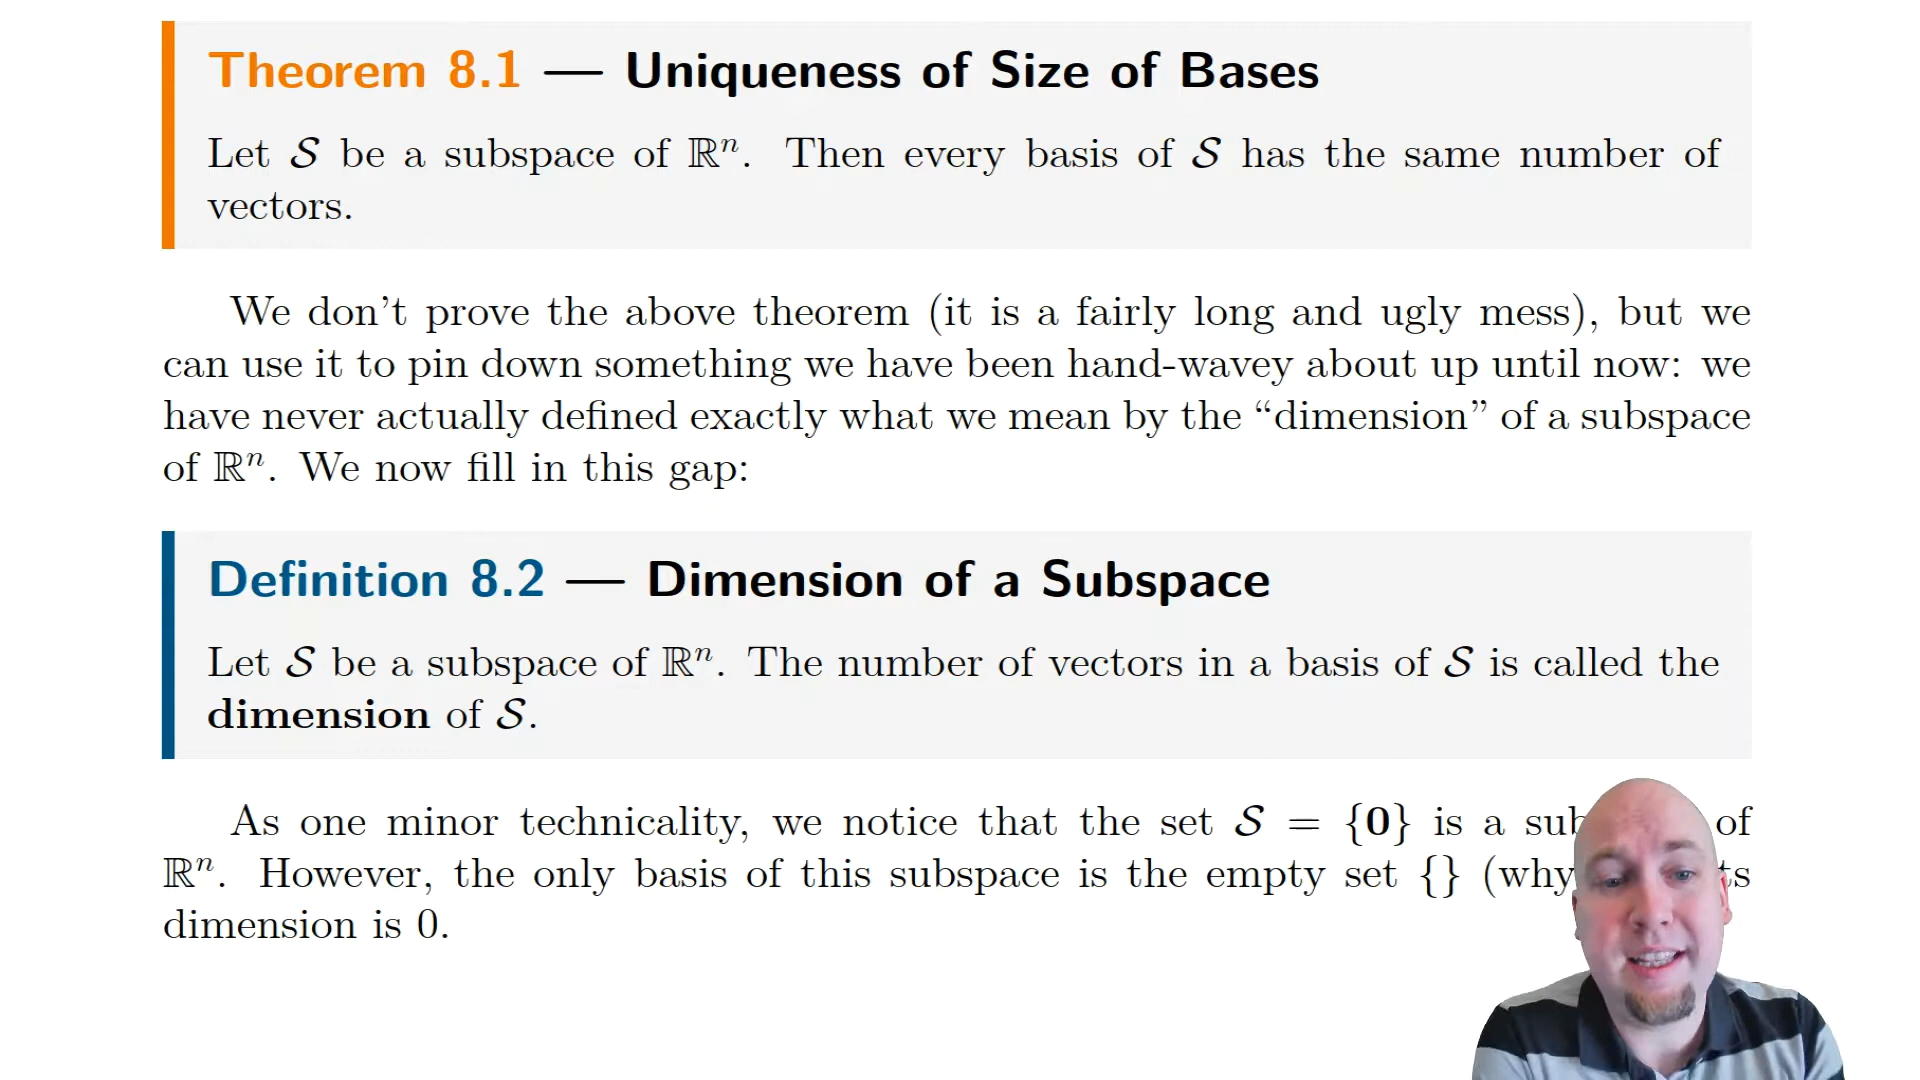 Theorem 8.1 — Uniqueness of Size of Bases
Let 𝒮 be a subspace of ℝⁿ. Then every basis of 𝒮 has the same number of
vectors.
We don't prove the above theorem (it is a fairly long and ugly mess), but we
can use it to pin down something we have been hand-wavey about up until now: we
have never actually defined exactly what we mean by the “dimension” of a subspace
of ℝⁿ. We now fill in this gap:
Definition 8.2 — Dimension of a Subspace
Let 𝒮 be a subspace of ℝⁿ. The number of vectors in a basis of 𝒮 is called the
dimension of 𝒮.
As one minor technicality, we notice that the set 𝒮 = {0} is a of
ℝⁿ. However, the only basis of this subspace is the empty set {} (why
dimension is 0.